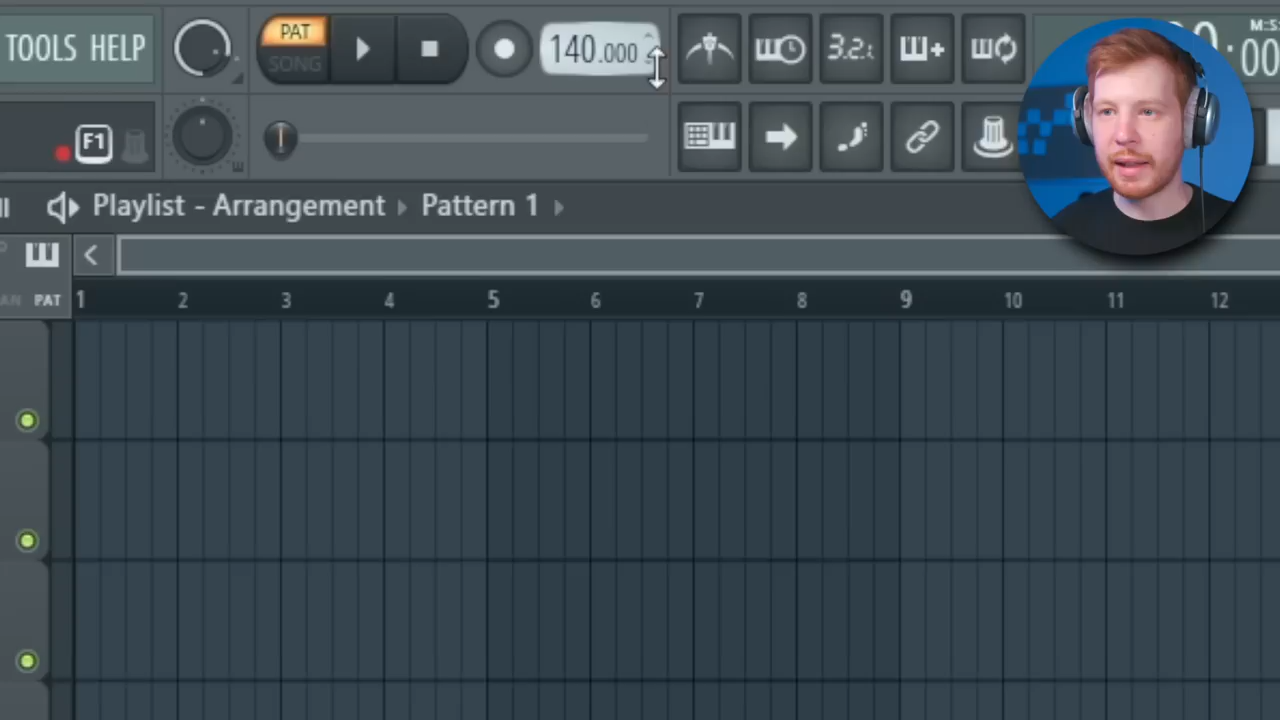 TOOLS HELP
PAT
SONG
140.000
3.2.
M:S:
:00
F1
Playlist - Arrangement Pattern 1
PAT
1 2 3 4 5 6 7 8 9 10 11 12